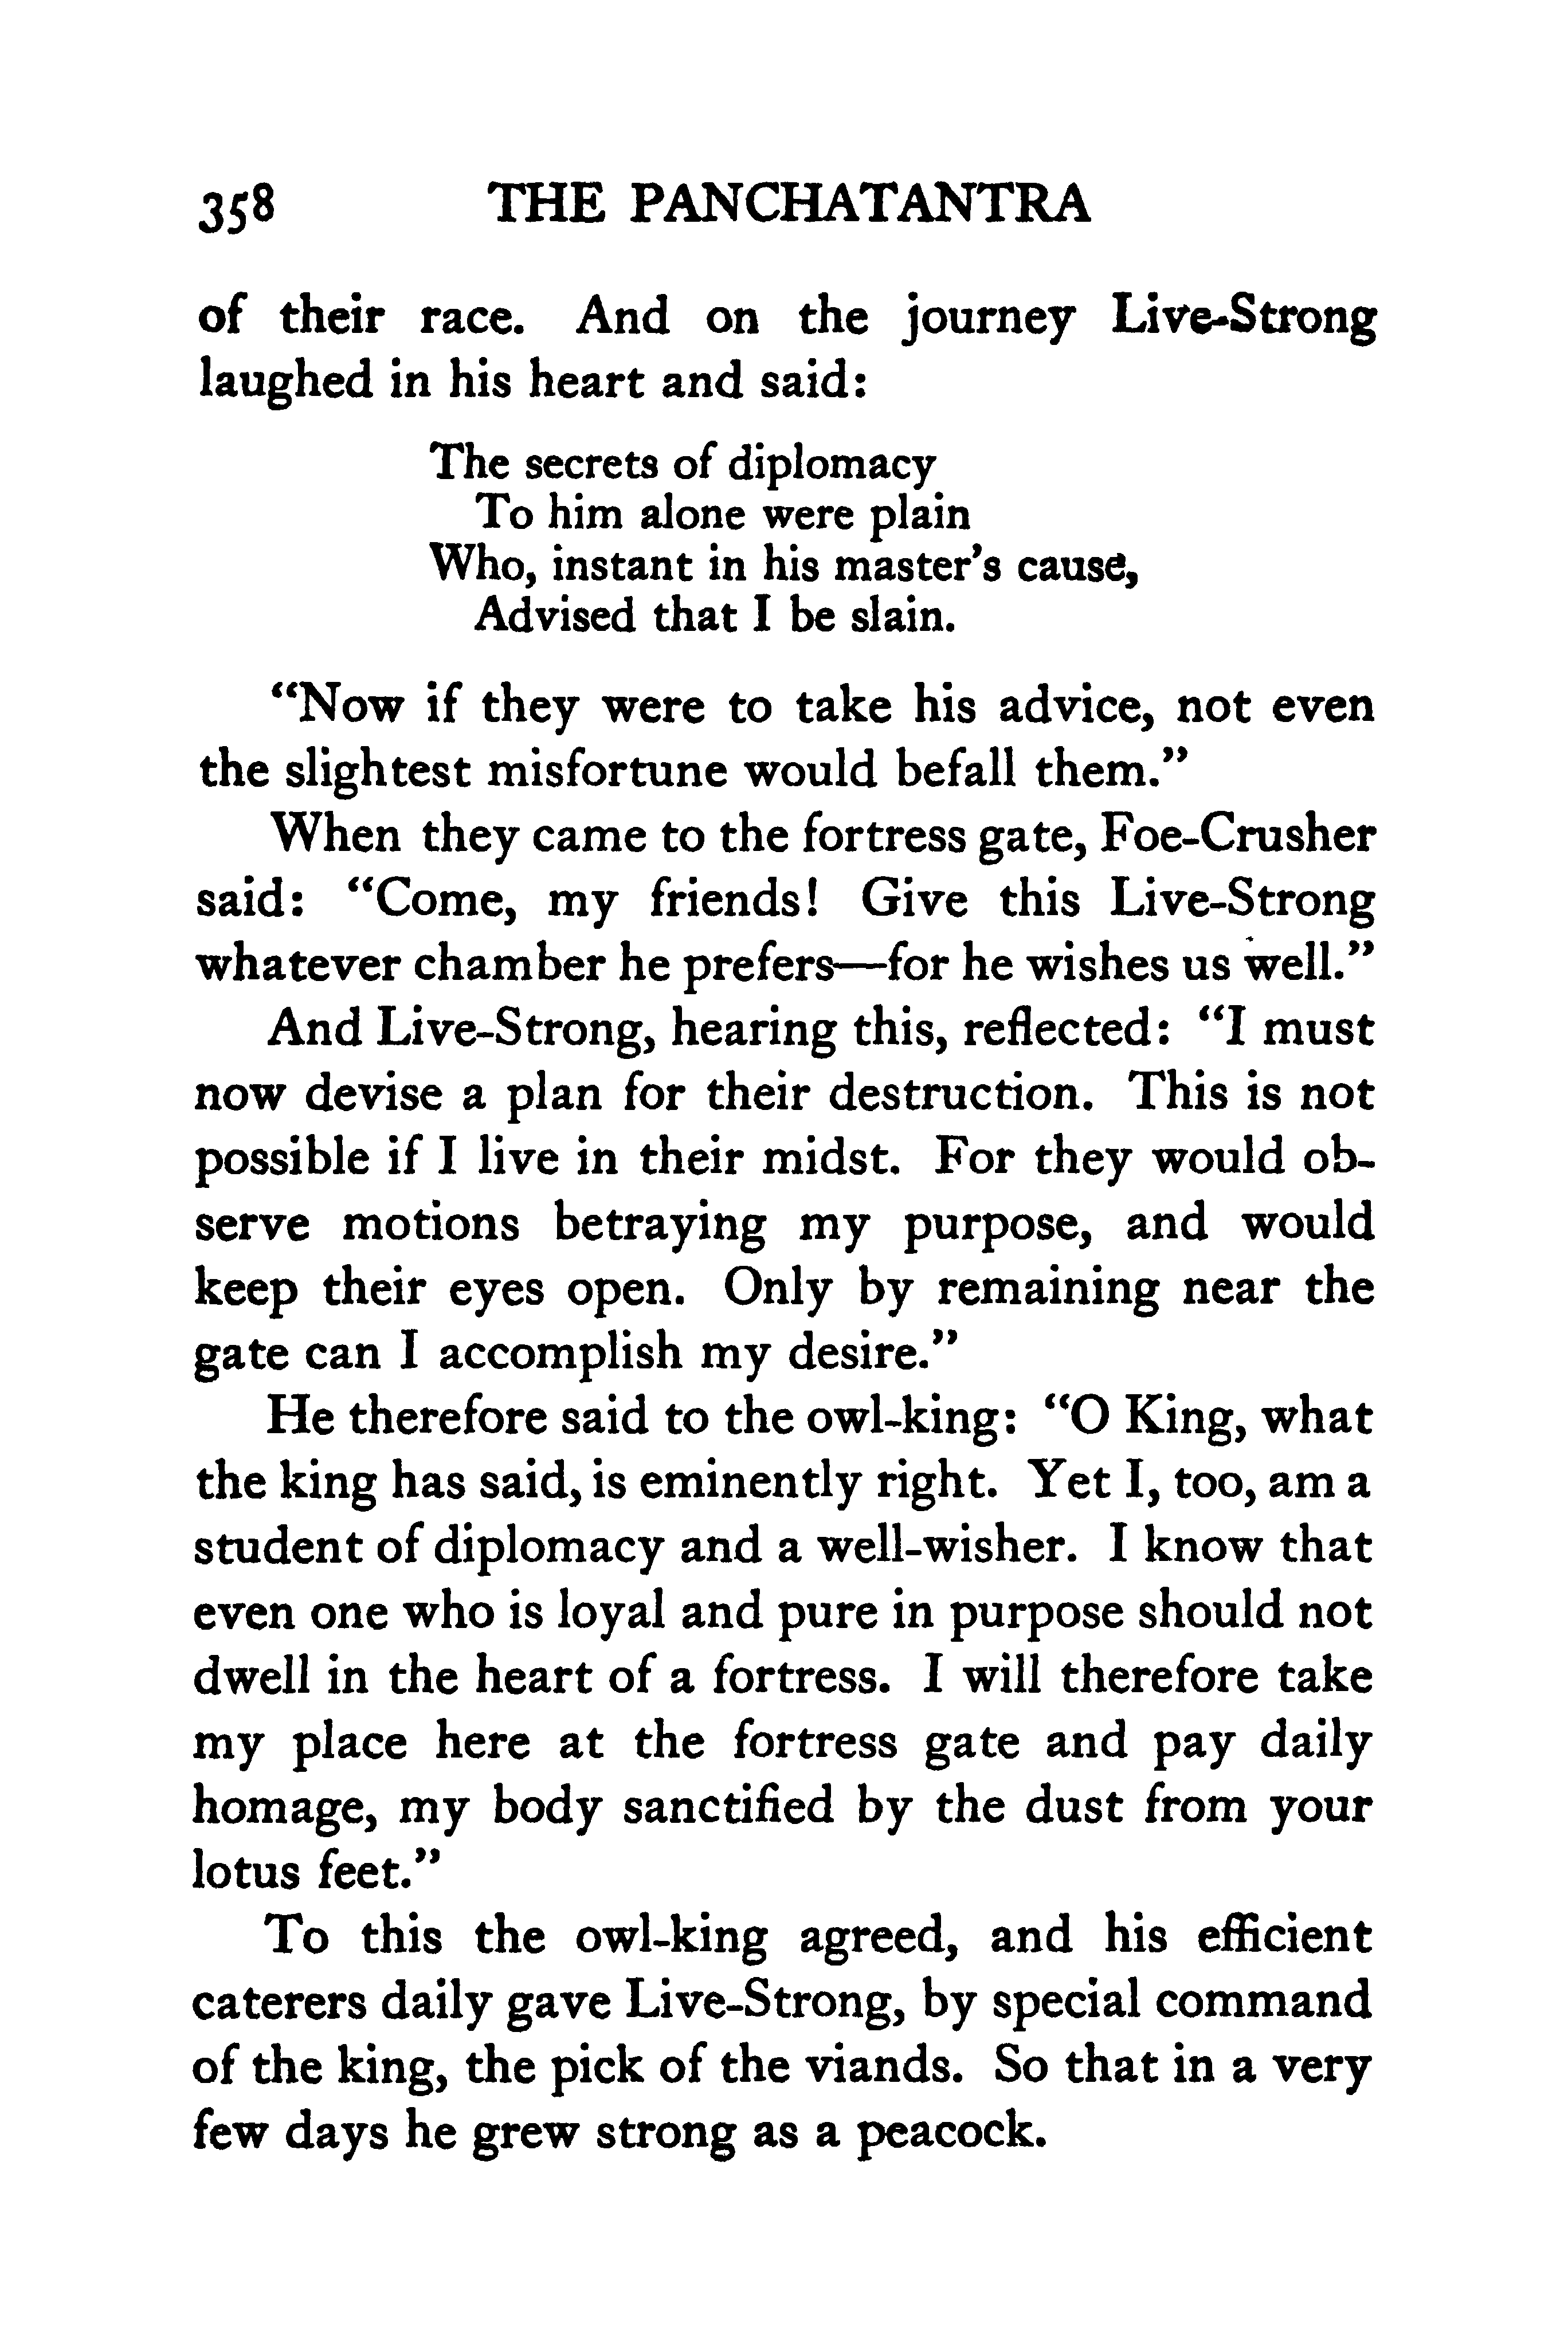 358 THE PANCHATANTRA
of their race. And on the journey Live-Strong
laughed in his heart and said:
The secrets of diplomacy
To him alone were plain
Who, instant in his master's cause,
Advised that I be slain.
"Now if they were to take his advice, not even
the slightest misfortune would befall them."
When they came to the fortress gate, Foe-Crusher
said: "Come, my friends! Give this Live-Strong
whatever chamber he prefers—for he wishes us well."
And Live-Strong, hearing this, reflected: "I must
now devise a plan for their destruction. This is not
possible if I live in their midst. For they would ob-
serve motions betraying my purpose, and would
keep their eyes open. Only by remaining near the
gate can I accomplish my desire."
He therefore said to the owl-king: "O King, what
the king has said, is eminently right. Yet I, too, am a
student of diplomacy and a well-wisher. I know that
even one who is loyal and pure in purpose should not
dwell in the heart of a fortress. I will therefore take
my place here at the fortress gate and pay daily
homage, my body sanctified by the dust from your
lotus feet."
To this the owl-king agreed, and his efficient
caterers daily gave Live-Strong, by special command
of the king, the pick of the viands. So that in a very
few days he grew strong as a peacock.